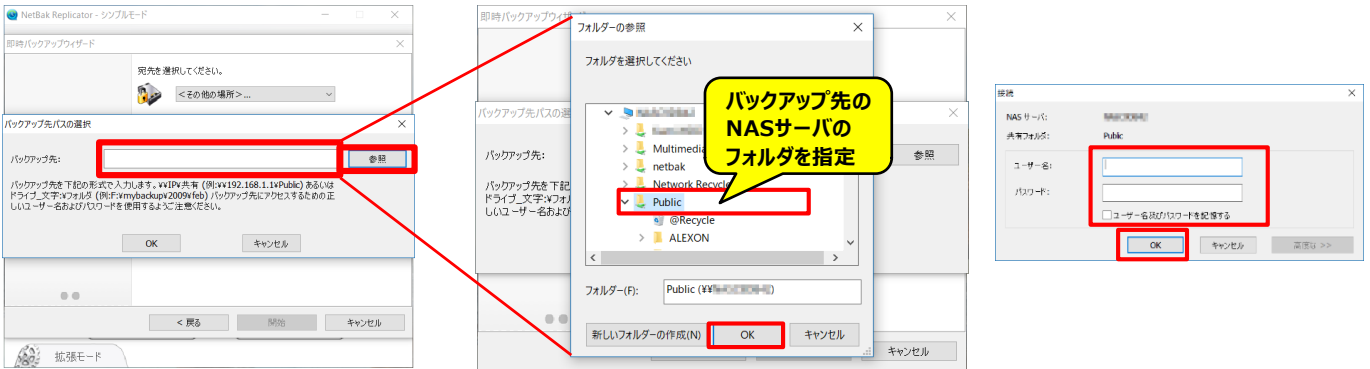 NetBak Replicator - シンプルモード
即時バックアップウィザード
宛先を選択してください。
<その他の場所>...
バックアップ先パスの選択
バックアップ先:
参照
バックアップ先を下記の形式で入力します。¥¥IP¥共有 (例:¥¥192.168.1.1¥Public) あるいは
ドライブ_文字:¥フォルダ (例:F:¥mybackup¥2009¥feb) バックアップ先にアクセスするための正
しいユーザー名およびパスワードを使用するようご注意ください。
OK
キャンセル
< 戻る
開始
キャンセル
拡張モード
即時バックアップウィザ
バックアップ先パスの選
バックアップ先:
参照
バックアップ先を下記
ドライブ_文字:¥フォル
しいユーザー名および
キャンセル
フォルダーの参照
フォルダを選択してください
Multimedia
netbak
Network Recycle
Public
@Recycle
ALEXON
バックアップ先の
NASサーバの
フォルダを指定
フォルダー(F):
Public (¥¥
新しいフォルダーの作成(N)
OK
キャンセル
接続
NAS サーバ:
共有フォルダ:
Public
ユーザー名:
パスワード:
ユーザー名及びパスワードを記憶する
OK
キャンセル
高度な >>